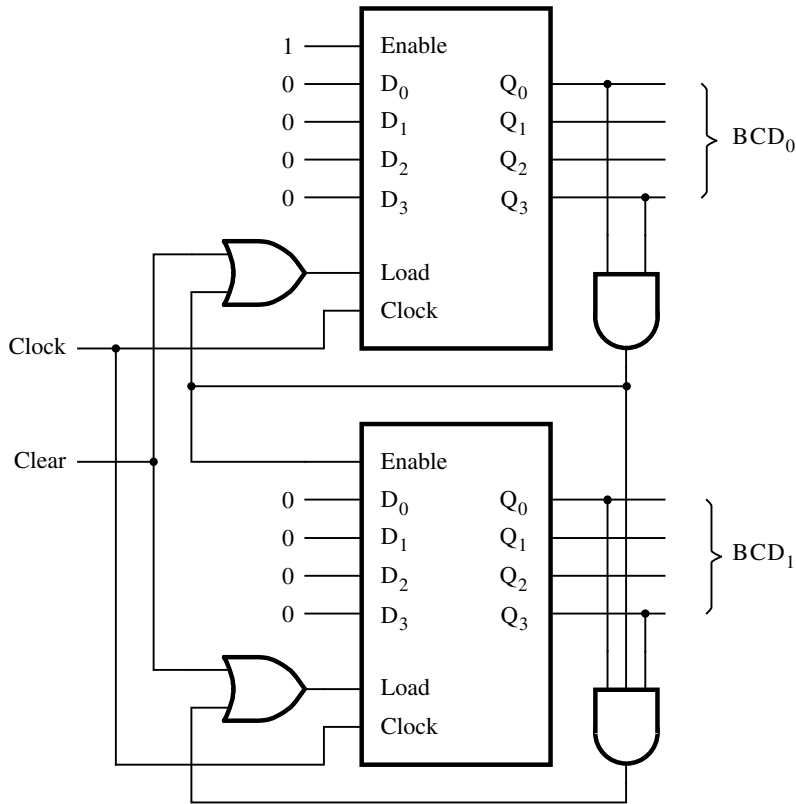 1 Enable
0 D0 Q0
0 D1 Q1
0 D2 Q2
0 D3 Q3
BCD0
Load
Clock
Clock
Clear
Enable
0 D0 Q0
0 D1 Q1
0 D2 Q2
0 D3 Q3
BCD1
Load
Clock